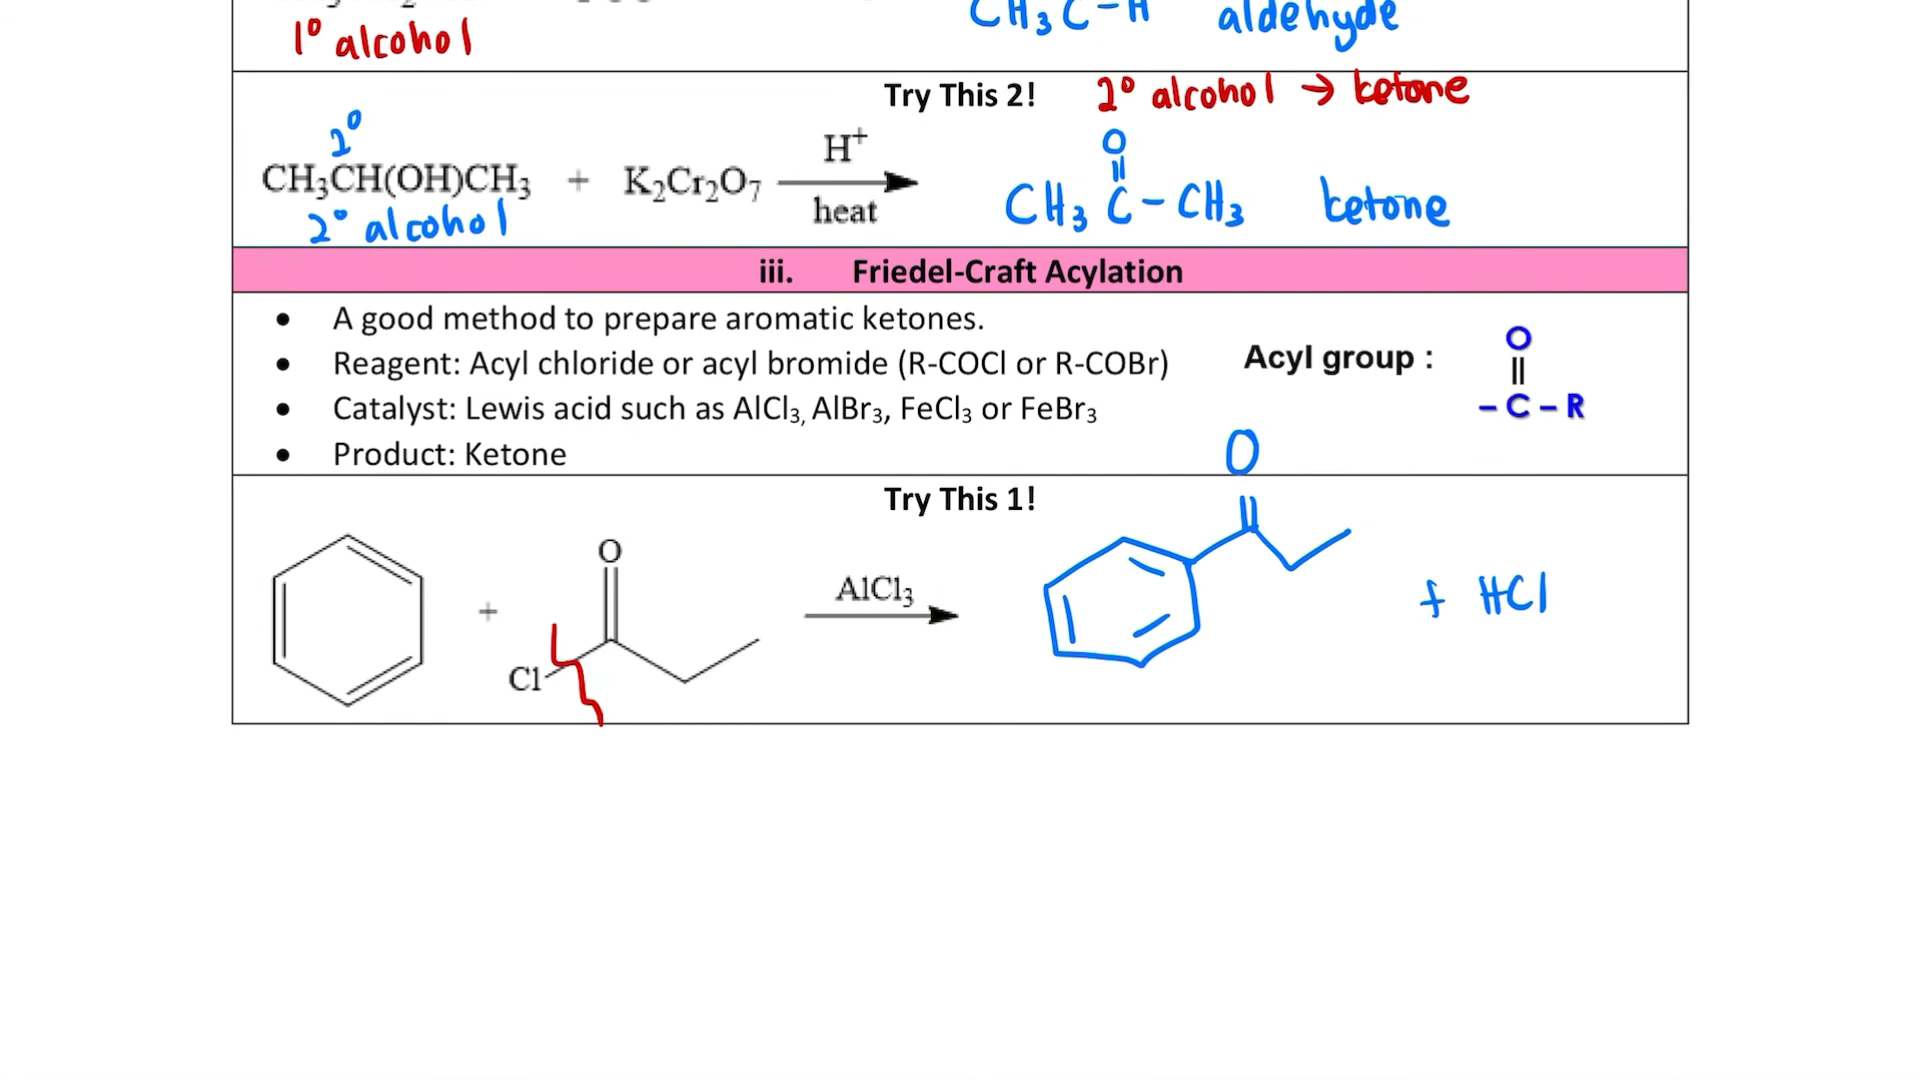 CH₃C-H aldehyde
1° alcohol
Try This 2! 2° alcohol → ketone
2°
O
H⁺
CH₃CH(OH)CH₃ + K₂Cr₂O₇
heat
CH₃C-CH₃ ketone
2° alcohol
iii. Friedel-Craft Acylation
• A good method to prepare aromatic ketones.
• Reagent: Acyl chloride or acyl bromide (R-COCl or R-COBr)
• Catalyst: Lewis acid such as AlCl₃, AlBr₃, FeCl₃ or FeBr₃
• Product: Ketone
Acyl group :
O
-C-R
O
Try This 1!
O
+
Cl
AlCl₃
+ HCl